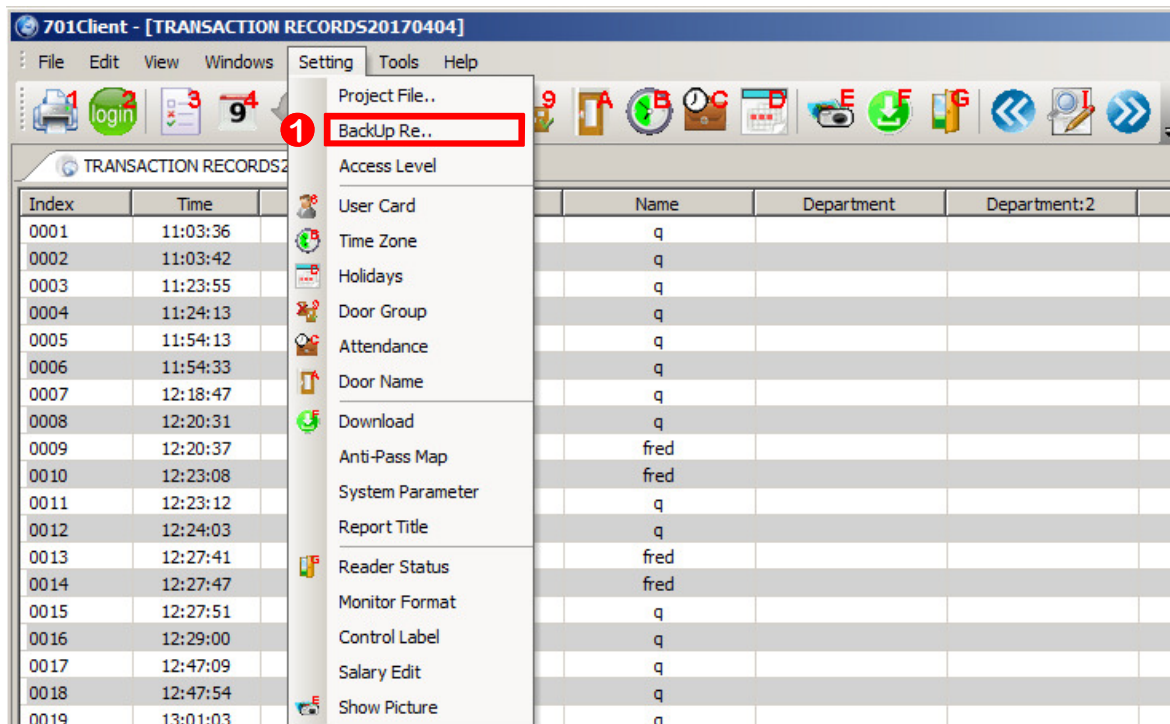 701Client - [TRANSACTION RECORDS20170404]
File Edit View Windows Setting Tools Help
1 login 2 3 9 4 9 A B C D E F G I
Project File..
1 BackUp Re..
Access Level
TRANSACTION RECORDS2
Index Time Name Department Department:2
User Card
Time Zone
Holidays
Door Group
Attendance
Door Name
Download
Anti-Pass Map
System Parameter
Report Title
Reader Status
Monitor Format
Control Label
Salary Edit
Show Picture
0001 11:03:36 q
0002 11:03:42 q
0003 11:23:55 q
0004 11:24:13 q
0005 11:54:13 q
0006 11:54:33 q
0007 12:18:47 q
0008 12:20:31 q
0009 12:20:37 fred
0010 12:23:08 fred
0011 12:23:12 q
0012 12:24:03 q
0013 12:27:41 fred
0014 12:27:47 fred
0015 12:27:51 q
0016 12:29:00 q
0017 12:47:09 q
0018 12:47:54 q
0019 13:01:03 q